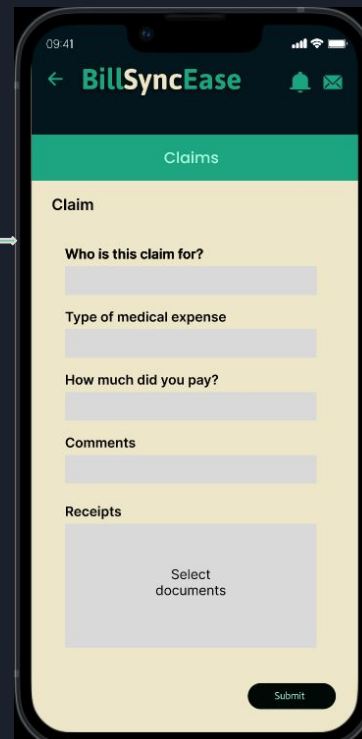 09:41
BillSyncEase
Claims
Claim
Who is this claim for?
Type of medical expense
How much did you pay?
Comments
Receipts
Select
documents
Submit